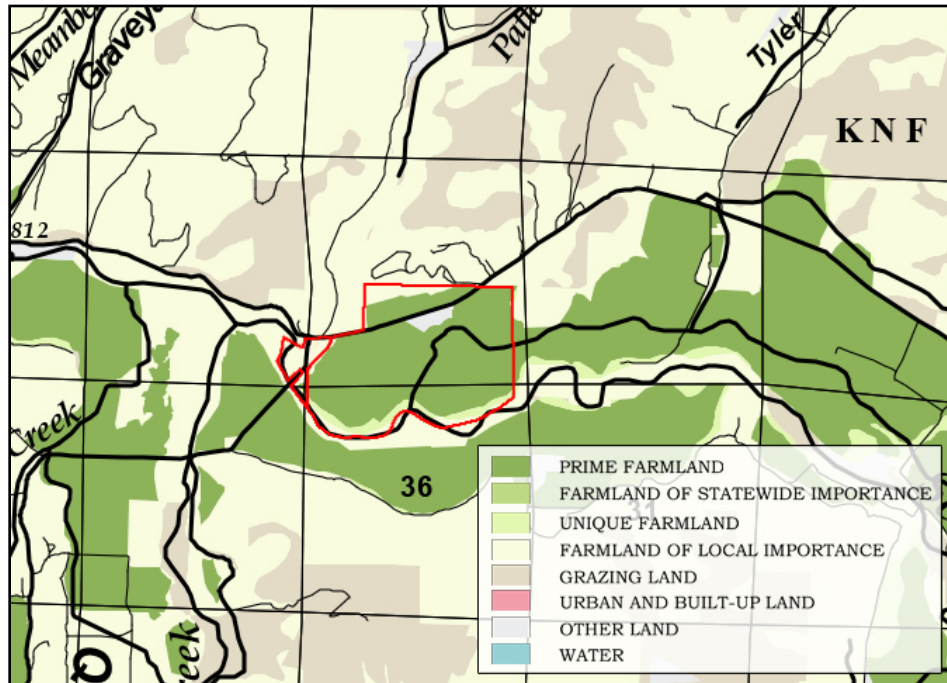 Meambe
Graveya
Patte
Tyler
K N F
812
Creek
36
31
reek
Q
PRIME FARMLAND
FARMLAND OF STATEWIDE IMPORTANCE
UNIQUE FARMLAND
FARMLAND OF LOCAL IMPORTANCE
GRAZING LAND
URBAN AND BUILT-UP LAND
OTHER LAND
WATER